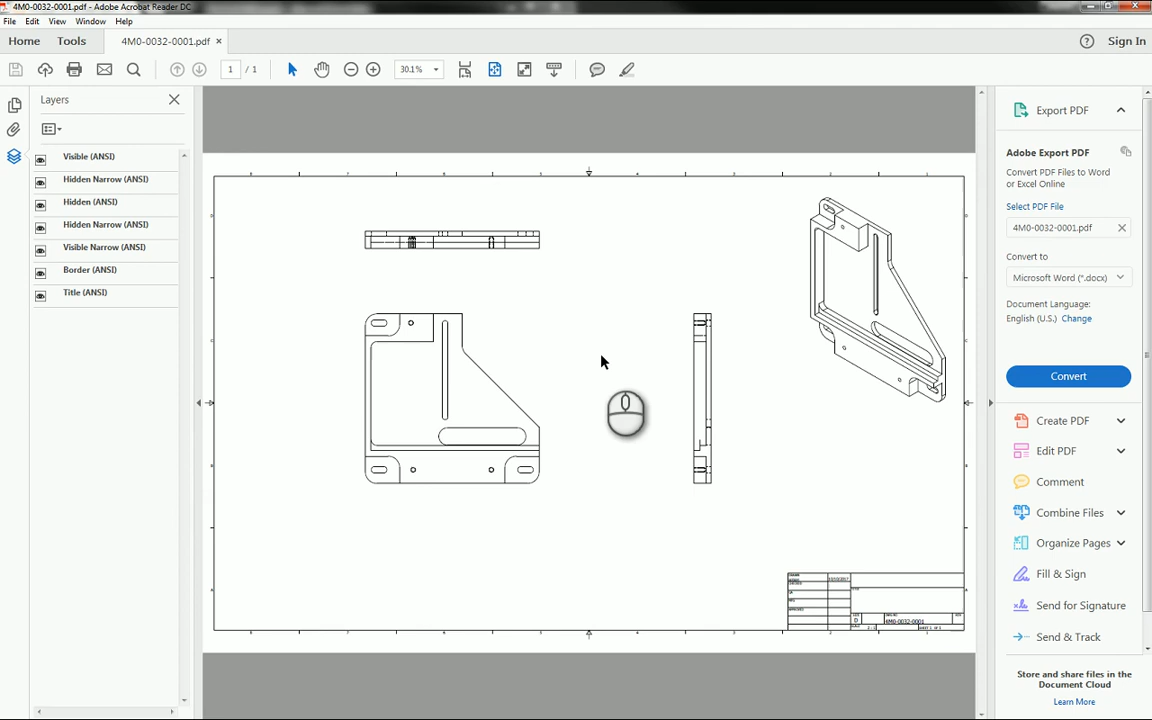 4M0-0032-0001.pdf - Adobe Acrobat Reader DC
File Edit View Window Help
Home Tools 4M0-0032-0001.pdf × Sign In
1 / 1 30.1%
Layers
Visible (ANSI)
Hidden Narrow (ANSI)
Hidden (ANSI)
Hidden Narrow (ANSI)
Visible Narrow (ANSI)
Border (ANSI)
Title (ANSI)
4M0-0032-0001
Export PDF
Adobe Export PDF
Convert PDF Files to Word
or Excel Online
Select PDF File
4M0-0032-0001.pdf
Convert to
Microsoft Word (*.docx)
Document Language:
English (U.S.) Change
Convert
Create PDF
Edit PDF
Comment
Combine Files
Organize Pages
Fill & Sign
Send for Signature
Send & Track
Store and share files in the
Document Cloud
Learn More